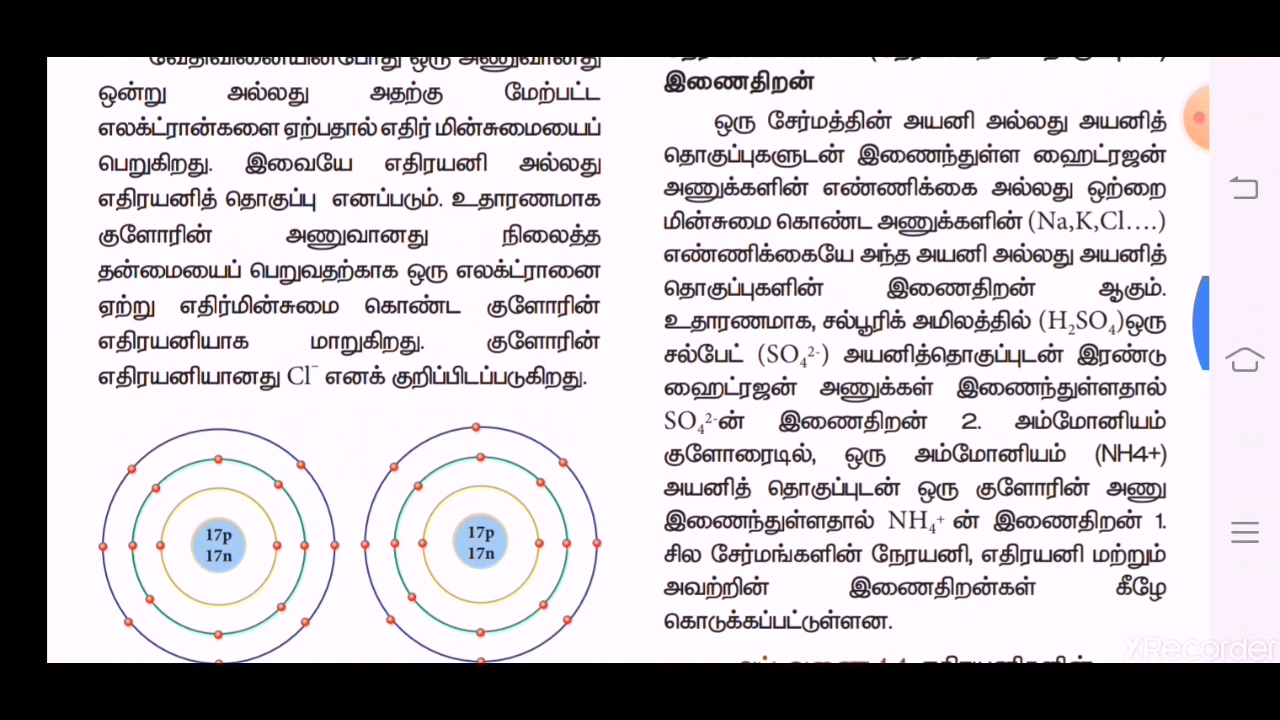 வேதிவினையின்போது ஒரு அணுவானது
ஒன்று அல்லது அதற்கு மேற்பட்ட
எலக்ட்ரான்களை ஏற்பதால் எதிர் மின்சுமையைப்
பெறுகிறது. இவையே எதிரயனி அல்லது
எதிரயனித் தொகுப்பு எனப்படும். உதாரணமாக
குளோரின் அணுவானது நிலைத்த
தன்மையைப் பெறுவதற்காக ஒரு எலக்ட்ரானை
ஏற்று எதிர்மின்சுமை கொண்ட குளோரின்
எதிரயனியாக மாறுகிறது. குளோரின்
எதிரயனியானது Cl⁻ எனக் குறிப்பிடப்படுகிறது.
17p
17n
17p
17n
இணைதிறன்
ஒரு சேர்மத்தின் அயனி அல்லது அயனித்
தொகுப்புகளுடன் இணைந்துள்ள ஹைட்ரஜன்
அணுக்களின் எண்ணிக்கை அல்லது ஒற்றை
மின்சுமை கொண்ட அணுக்களின் (Na,K,Cl....)
எண்ணிக்கையே அந்த அயனி அல்லது அயனித்
தொகுப்புகளின் இணைதிறன் ஆகும்.
உதாரணமாக, சல்பூரிக் அமிலத்தில் (H₂SO₄)ஒரு
சல்பேட் (SO₄²⁻) அயனித்தொகுப்புடன் இரண்டு
ஹைட்ரஜன் அணுக்கள் இணைந்துள்ளதால்
SO₄²⁻ன் இணைதிறன் 2. அம்மோனியம்
குளோரைடில், ஒரு அம்மோனியம் (NH4+)
அயனித் தொகுப்புடன் ஒரு குளோரின் அணு
இணைந்துள்ளதால் NH₄⁺ ன் இணைதிறன் 1.
சில சேர்மங்களின் நேரயனி, எதிரயனி மற்றும்
அவற்றின் இணைதிறன்கள் கீழே
கொடுக்கப்பட்டுள்ளன.
XRecorder